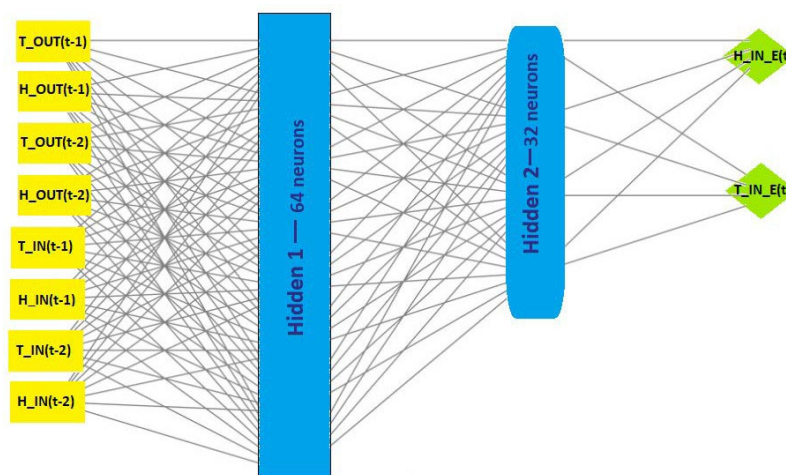 T_OUT(t-1)
H_OUT(t-1)
T_OUT(t-2)
H_OUT(t-2)
T_IN(t-1)
H_IN(t-1)
T_IN(t-2)
H_IN(t-2)
Hidden 1 — 64 neurons
Hidden 2—32 neurons
H_IN_E(t
T_IN_E(t